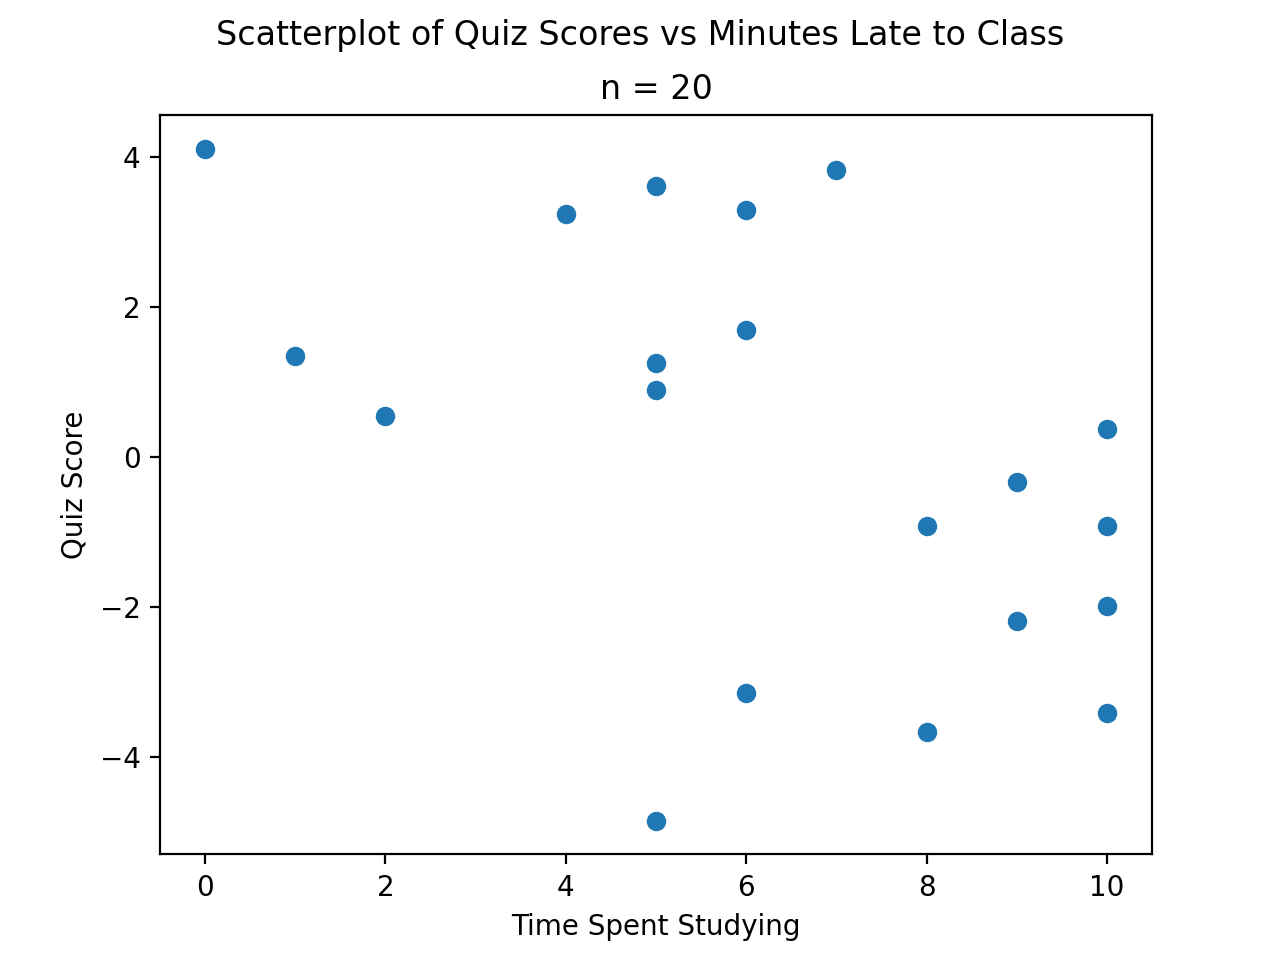 Scatterplot of Quiz Scores vs Minutes Late to Class
n = 20
4
2
0
−2
−4
Quiz Score
0 2 4 6 8 10
Time Spent Studying